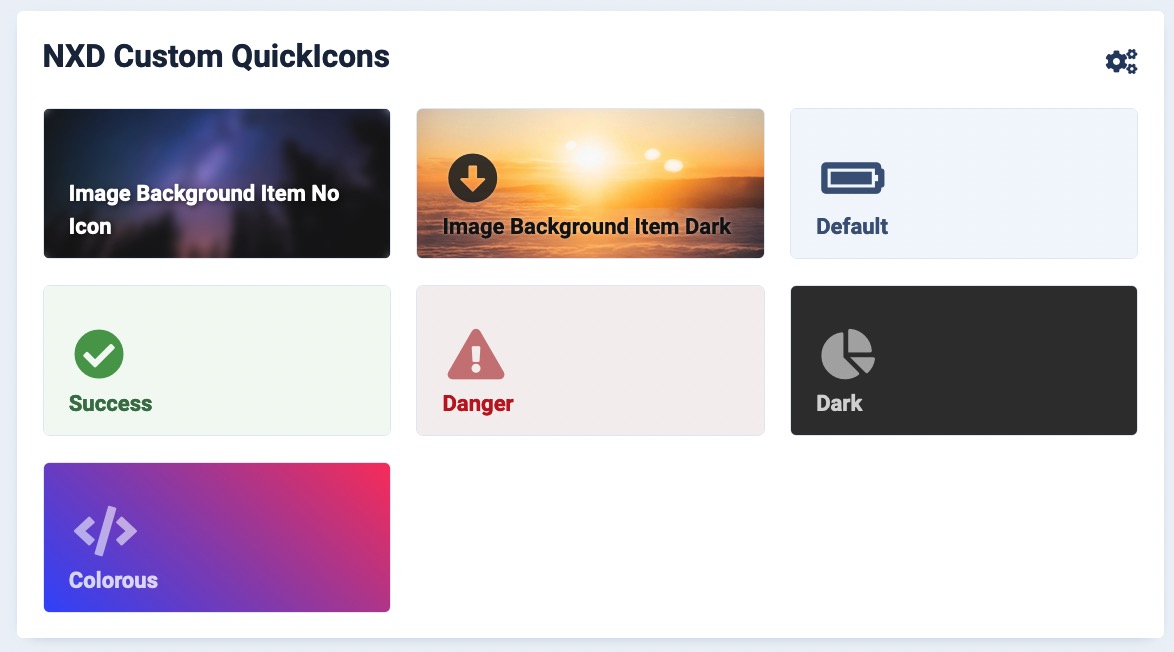 NXD Custom QuickIcons
Image Background Item No
Icon
Image Background Item Dark
Default
Success
Danger
Dark
Colorous